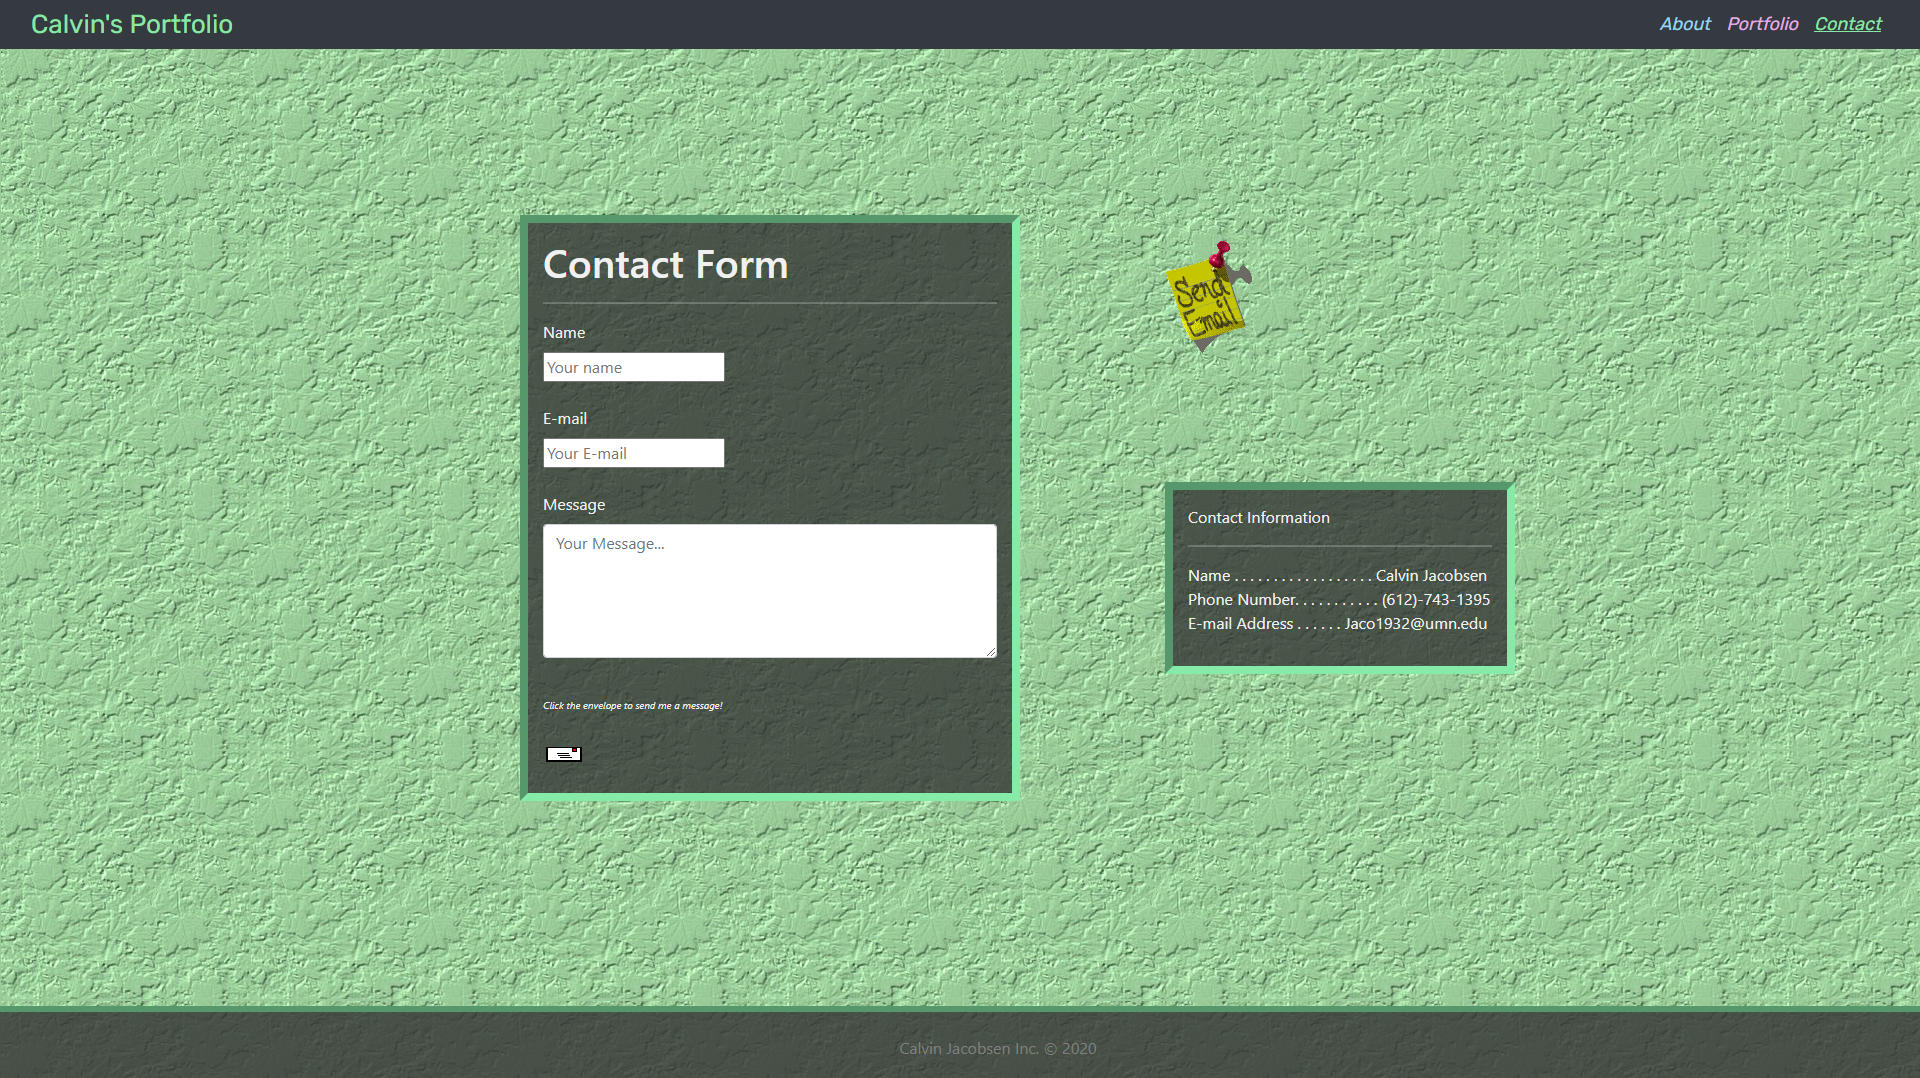 Calvin's Portfolio
About Portfolio Contact
Contact Form
Name
Your name
E-mail
Your E-mail
Message
Your Message...
Click the envelope to send me a message!
Send
Email
Contact Information
Name . . . . . . . . . . . . . . . . . . Calvin Jacobsen
Phone Number. . . . . . . . . . . (612)-743-1395
E-mail Address . . . . . . Jaco1932@umn.edu
Calvin Jacobsen Inc. © 2020